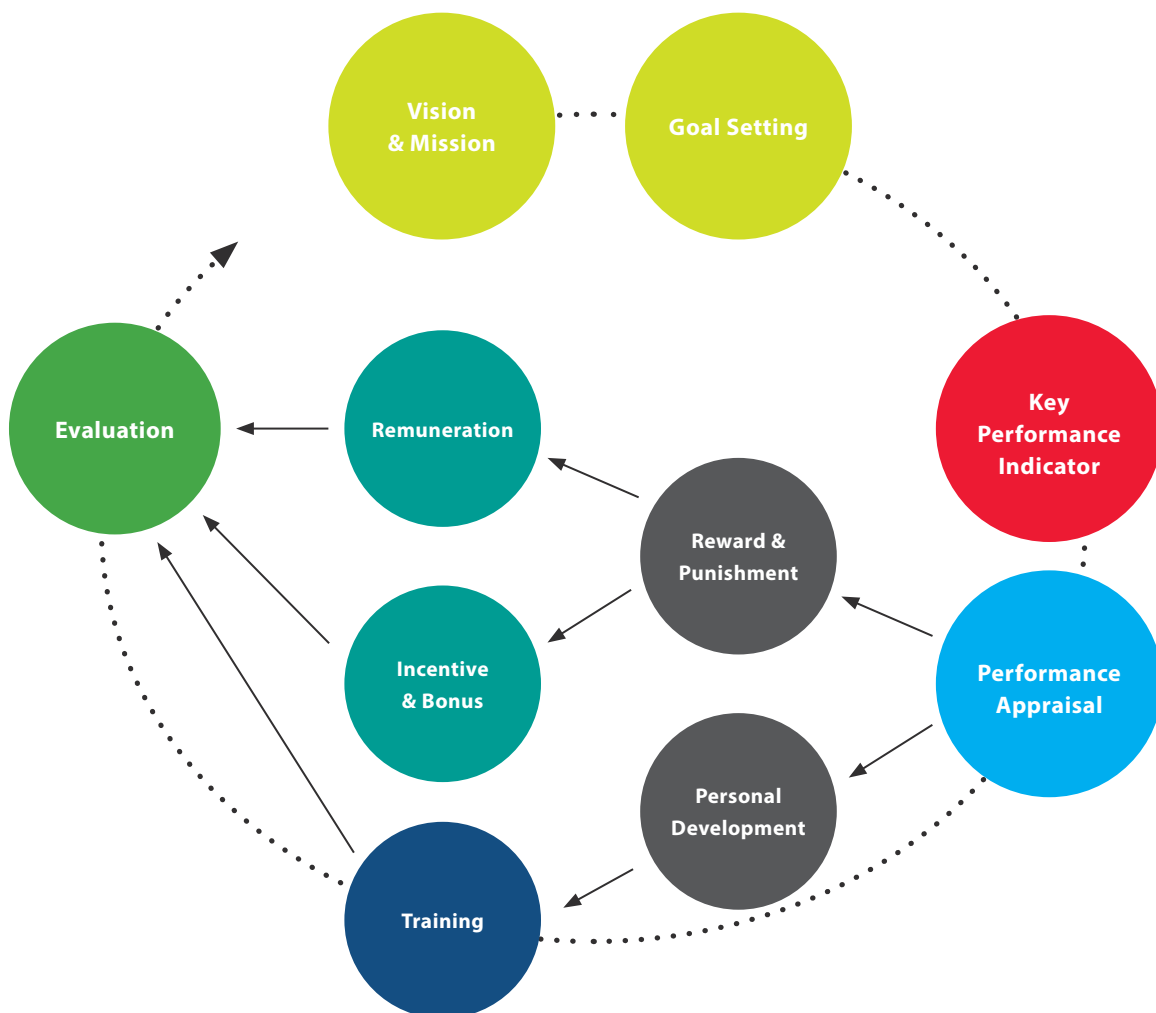 Vision
& Mission
Goal Setting
Key
Performance
Indicator
Evaluation
Remuneration
Reward &
Punishment
Incentive
& Bonus
Performance
Appraisal
Personal
Development
Training